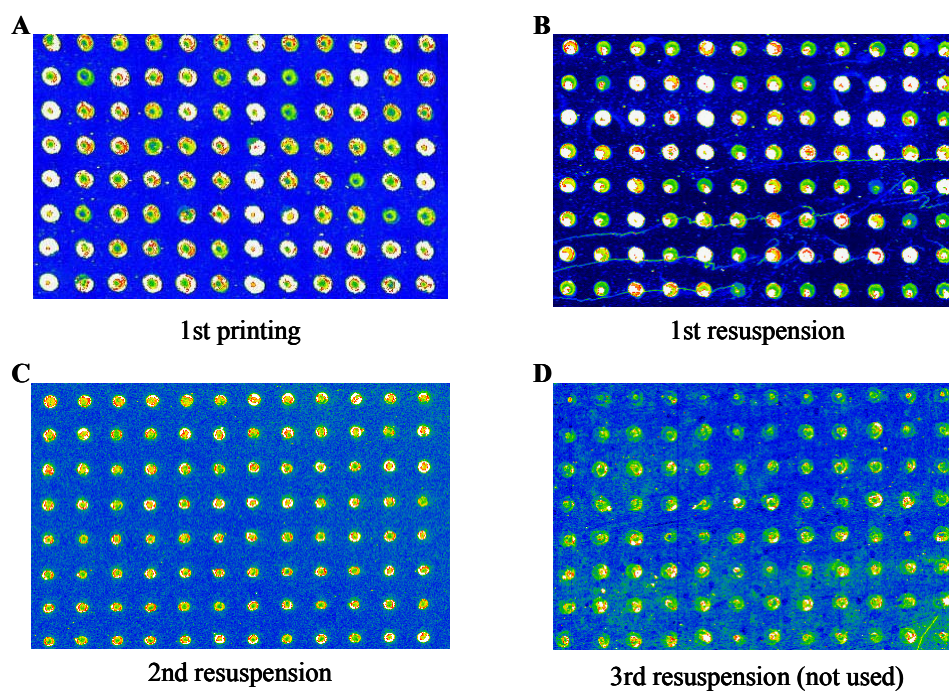 A
B
1st printing
1st resuspension
C
D
2nd resuspension
3rd resuspension (not used)